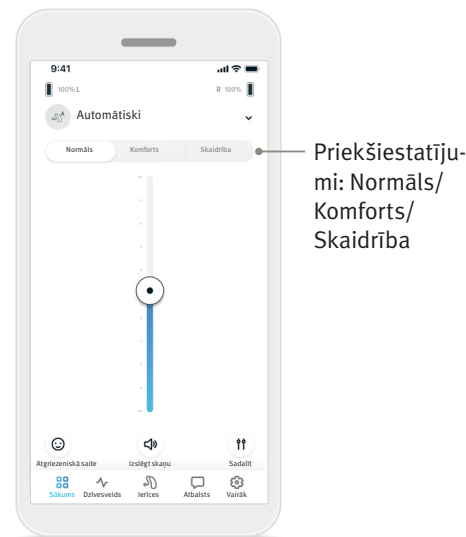 9:41
100% L
R 100%
Automātiski
Normāls Komforts Skaidrība
Priekšiestatīju-
mi: Normāls/
Komforts/
Skaidrība
Atgriezeniskā saite Izslēgt skaņu Sadalīt
Sākums Dzīvesveids Ierīces Atbalsts Vairāk